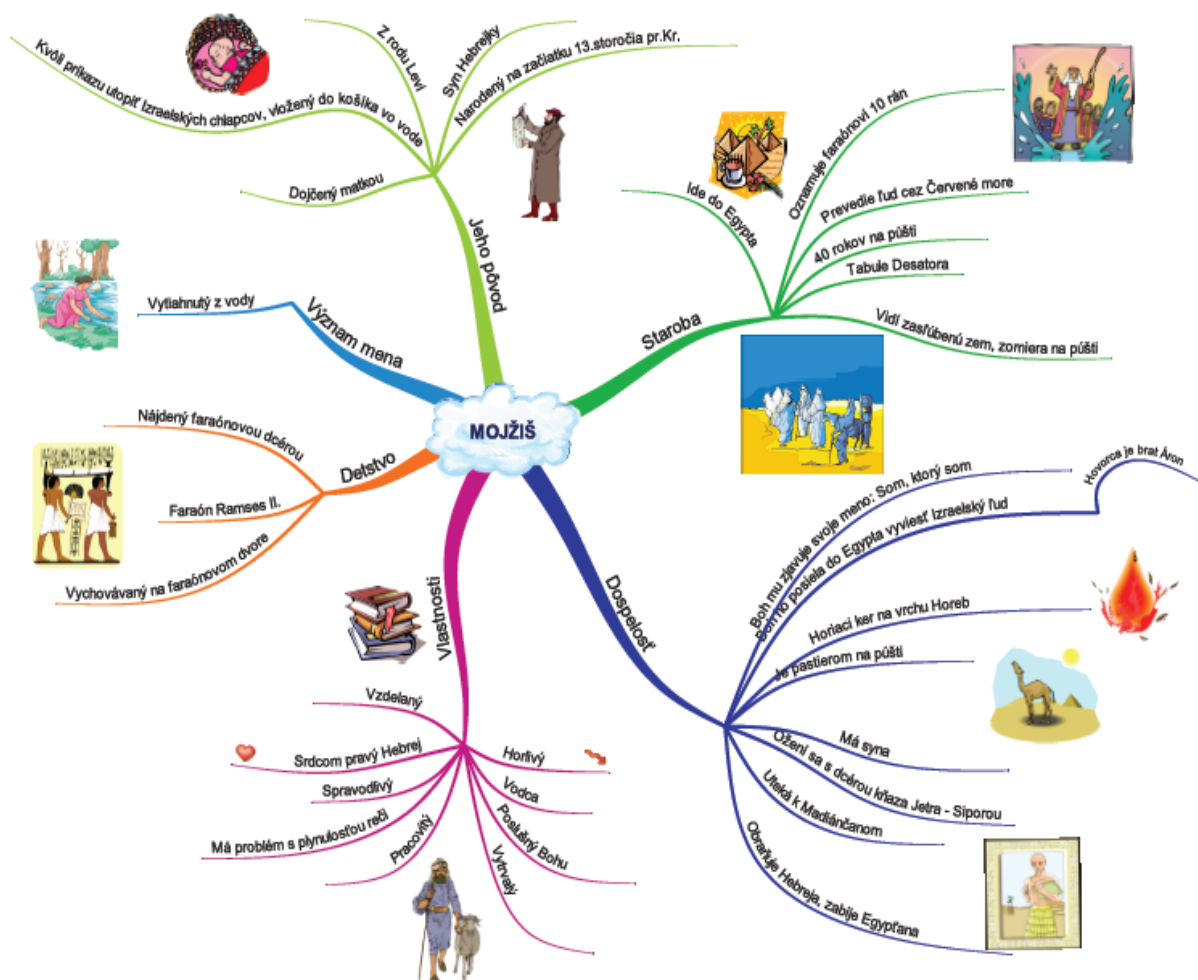 MOJŽIŠ
Jeho pôvod
Kvôli príkazu utopiť Izraelských chlapcov, vložený do košíka vo vode
Z rodu Levi
Syn Hebrejky
Narodený na začiatku 13.storočia pr.Kr.
Dojčený matkou
Význam mena
Vytiahnutý z vody
Detstvo
Nájdený faraónovou dcérou
Faraón Ramses II.
Vychovávaný na faraónovom dvore
Vlastnosti
Vzdelaný
Srdcom pravý Hebrej
Spravodlivý
Má problém s plynulosťou reči
Pracovitý
Horlivý
Vodca
Poslušný Bohu
Vytrvalý
Staroba
Ide do Egypta
Oznamuje faraónovi 10 rán
Prevedie ľud cez Červené more
40 rokov na púšti
Tabule Desatora
Vidí zasľúbenú zem, zomiera na púšti
Dospelosť
Boh mu zjavuje svoje meno: Som, ktorý som
Boh ho posiela do Egypta vyviesť Izraelský ľud
Hovorca je brat Áron
Horiaci ker na vrchu Horeb
Je pastierom na púšti
Má syna
Ožení sa s dcérou kňaza Jetra - Siporou
Uteká k Madiánčanom
Obraňuje Hebreja, zabije Egypťana